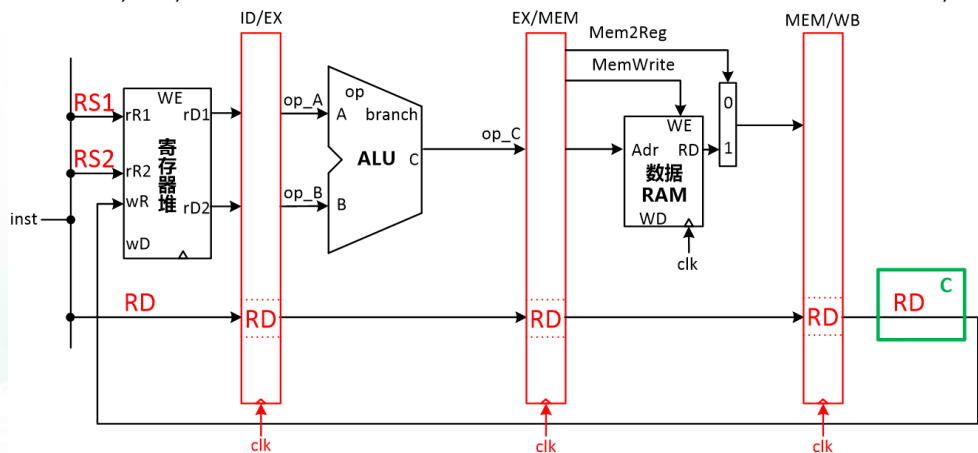 ID/EX
EX/MEM
MEM/WB
Mem2Reg
MemWrite
RS1
WE
rR1
rD1
寄存器堆
RS2
rR2
wR
rD2
wD
inst
op_A
op
A
branch
ALU
C
op_B
B
op_C
0
1
WE
Adr
RD
数据
RAM
WD
clk
RD
RD
RD
RD
RD
C
clk
clk
clk